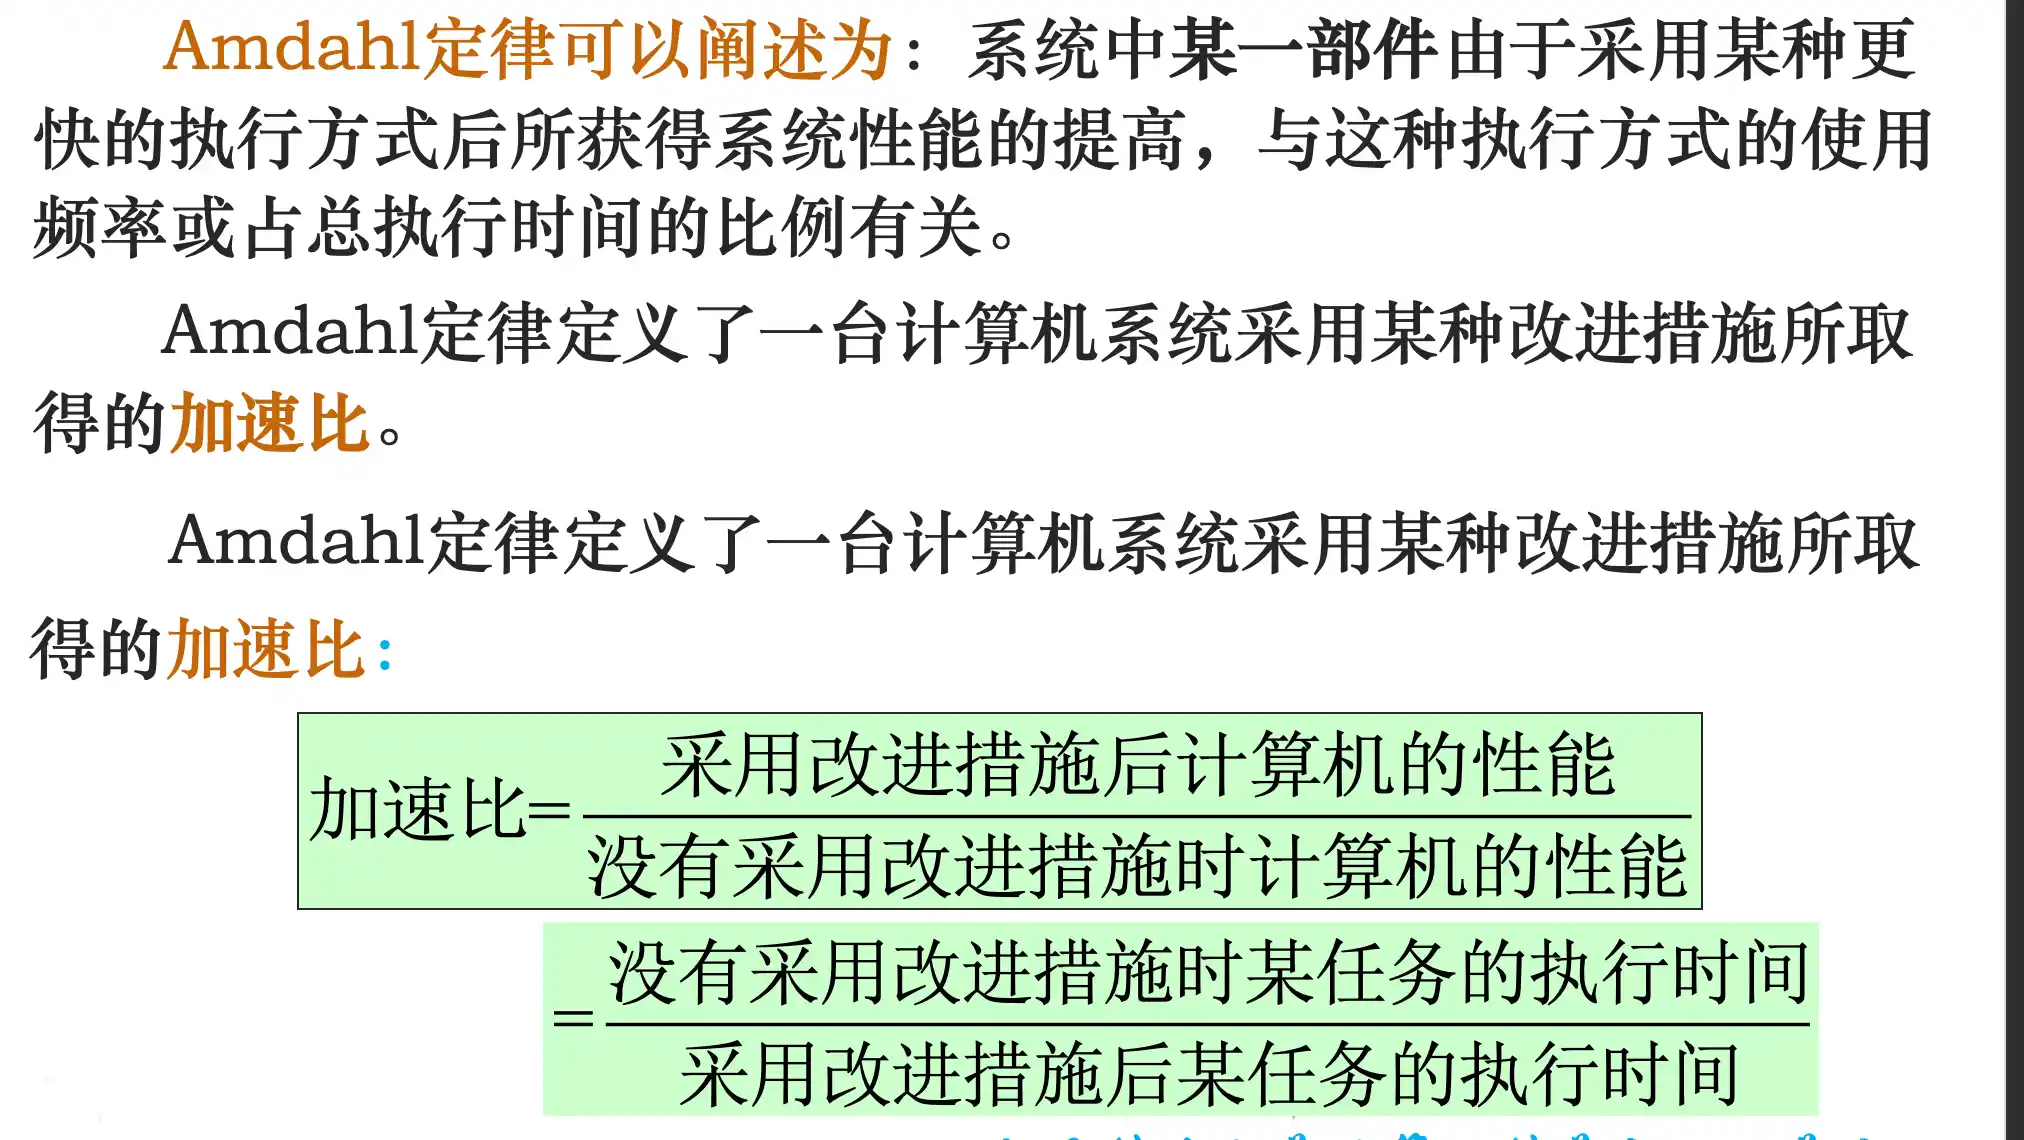 Amdahl定律可以阐述为：系统中某一部件由于采用某种更
快的执行方式后所获得系统性能的提高，与这种执行方式的使用
频率或占总执行时间的比例有关。
Amdahl定律定义了一台计算机系统采用某种改进措施所取
得的加速比。
Amdahl定律定义了一台计算机系统采用某种改进措施所取
得的加速比：
采用改进措施后计算机的性能
加速比=
没有采用改进措施时计算机的性能
没有采用改进措施时某任务的执行时间
=
采用改进措施后某任务的执行时间